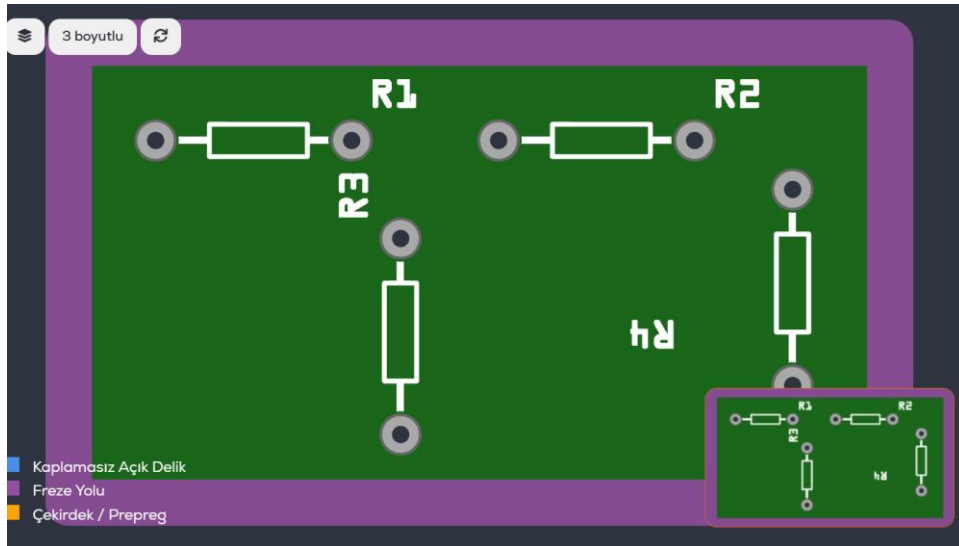 3 boyutlu
R1
R2
R3
R4
Kaplamasız Açık Delik
Freze Yolu
Çekirdek / Prepreg
R1
R2
R3
R4